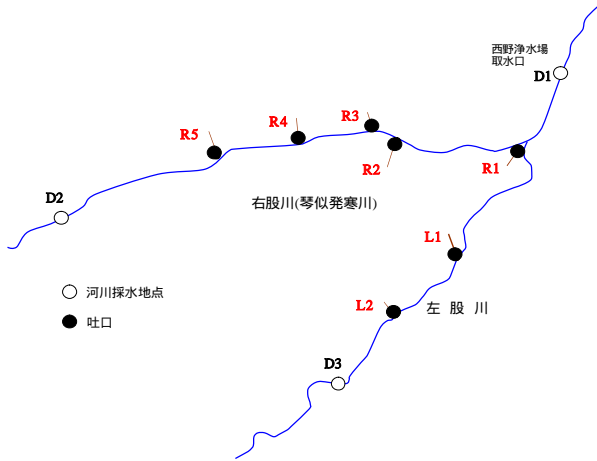 西野浄水場
取水口
D1
R3
R4
R5
R2
R1
D2
右股川(琴似発寒川)
L1
河川採水地点
L2
左 股 川
吐口
D3